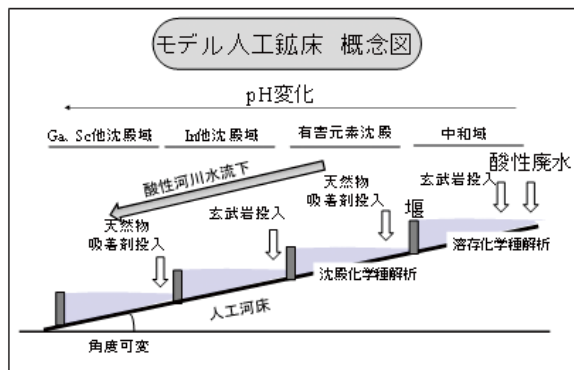 モデル人工鉱床 概念図
pH変化
Ga、Sc他沈殿域
In他沈殿域
有害元素沈殿
中和域
酸性河川水流下
酸性廃水
玄武岩投入
天然物
吸着剤投入
堰
玄武岩投入
天然物
吸着剤投入
溶存化学種解析
沈殿化学種解析
人工河床
角度可変